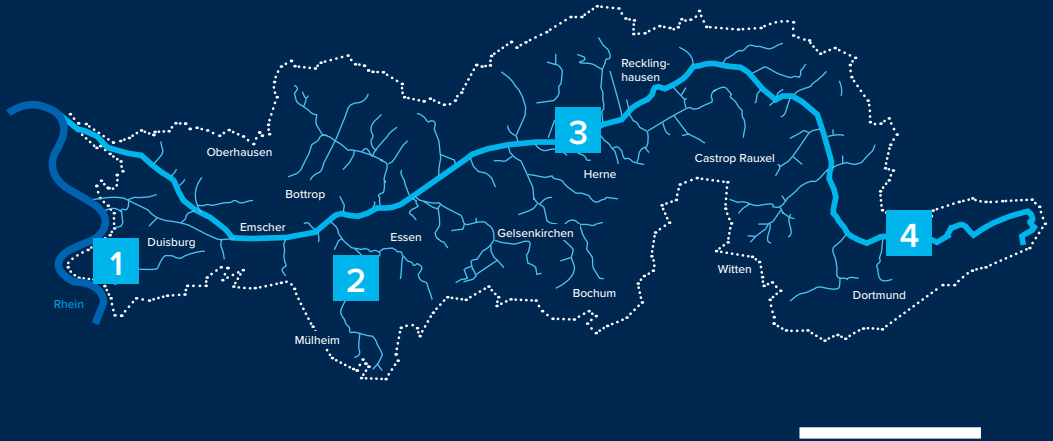 Reckling-
hausen
3
Oberhausen
Castrop Rauxel
Herne
Bottrop
Emscher
Essen
Gelsenkirchen
Duisburg
4
1
2
Witten
Rhein
Bochum
Dortmund
Mülheim